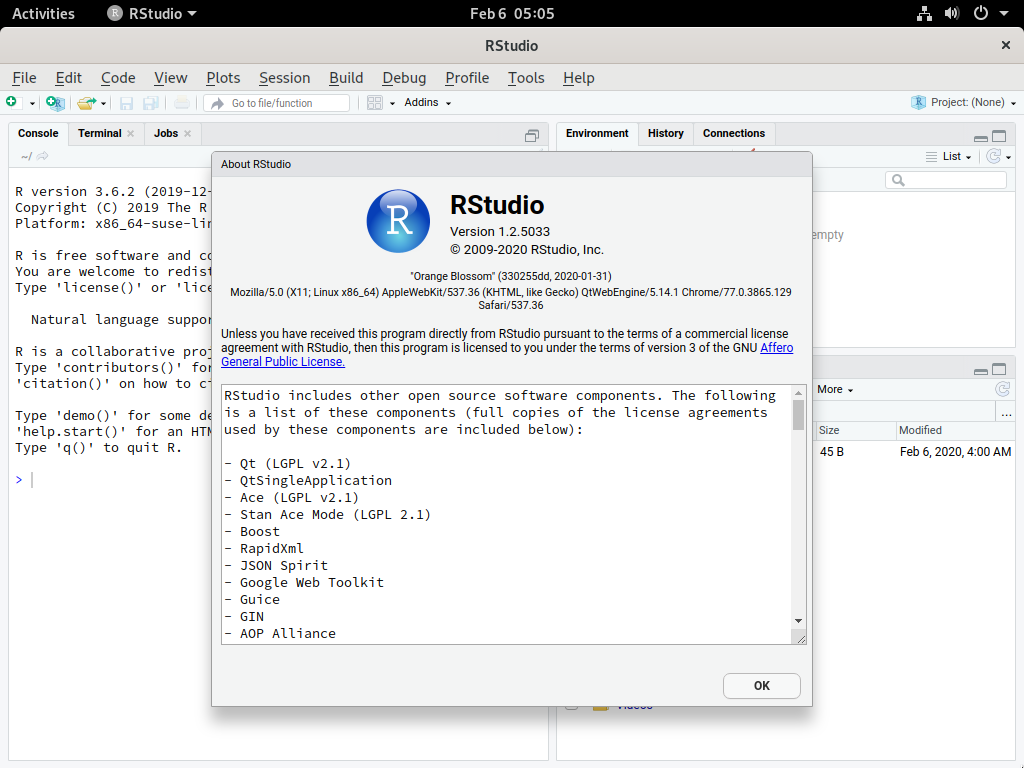 Activities RStudio Feb 6 05:05
RStudio
File Edit Code View Plots Session Build Debug Profile Tools Help
Go to file/function Addins Project: (None)
Console Terminal Jobs
~/
R version 3.6.2 (2019-12-
Copyright (C) 2019 The R
Platform: x86_64-suse-lin
R is free software and co
You are welcome to redist
Type 'license()' or 'lice
Natural language suppor
R is a collaborative proj
Type 'contributors()' for
'citation()' on how to ci
Type 'demo()' for some de
'help.start()' for an HTM
Type 'q()' to quit R.
>
Environment History Connections
List
empty
More
...
Size Modified
45 B Feb 6, 2020, 4:00 AM
Videos
About RStudio
R
RStudio
Version 1.2.5033
© 2009-2020 RStudio, Inc.
"Orange Blossom" (330255dd, 2020-01-31)
Mozilla/5.0 (X11; Linux x86_64) AppleWebKit/537.36 (KHTML, like Gecko) QtWebEngine/5.14.1 Chrome/77.0.3865.129
Safari/537.36
Unless you have received this program directly from RStudio pursuant to the terms of a commercial license
agreement with RStudio, then this program is licensed to you under the terms of version 3 of the GNU Affero
General Public License.
RStudio includes other open source software components. The following
is a list of these components (full copies of the license agreements
used by these components are included below):
- Qt (LGPL v2.1)
- QtSingleApplication
- Ace (LGPL v2.1)
- Stan Ace Mode (LGPL 2.1)
- Boost
- RapidXml
- JSON Spirit
- Google Web Toolkit
- Guice
- GIN
- AOP Alliance
OK